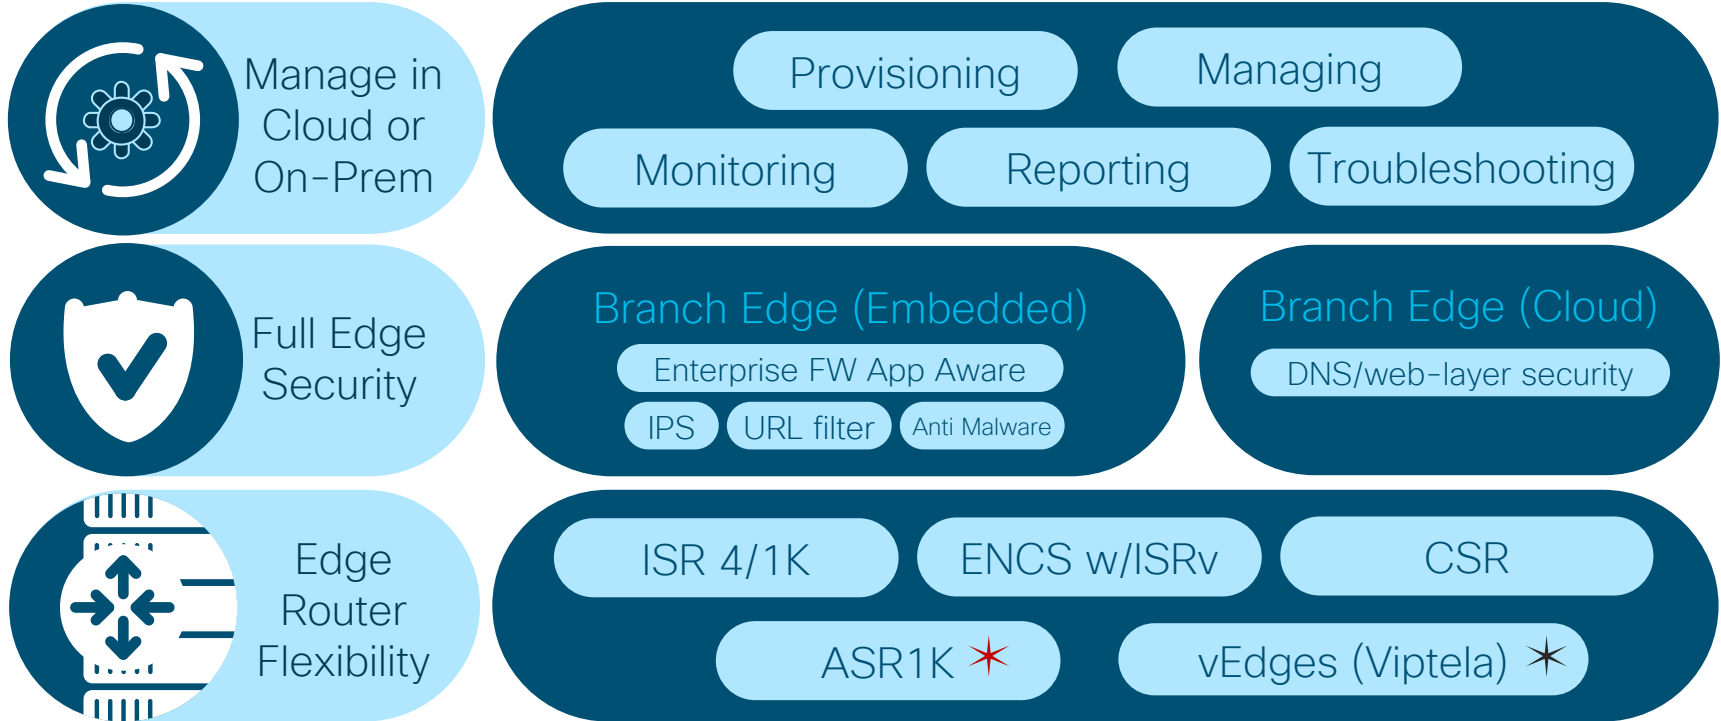 Manage in
Cloud or
On-Prem
Provisioning
Managing
Monitoring
Reporting
Troubleshooting
Full Edge
Security
Branch Edge (Embedded)
Enterprise FW App Aware
IPS
URL filter
Anti Malware
Branch Edge (Cloud)
DNS/web-layer security
Edge
Router
Flexibility
ISR 4/1K
ENCS w/ISRv
CSR
ASR1K ✶
vEdges (Viptela) ✶